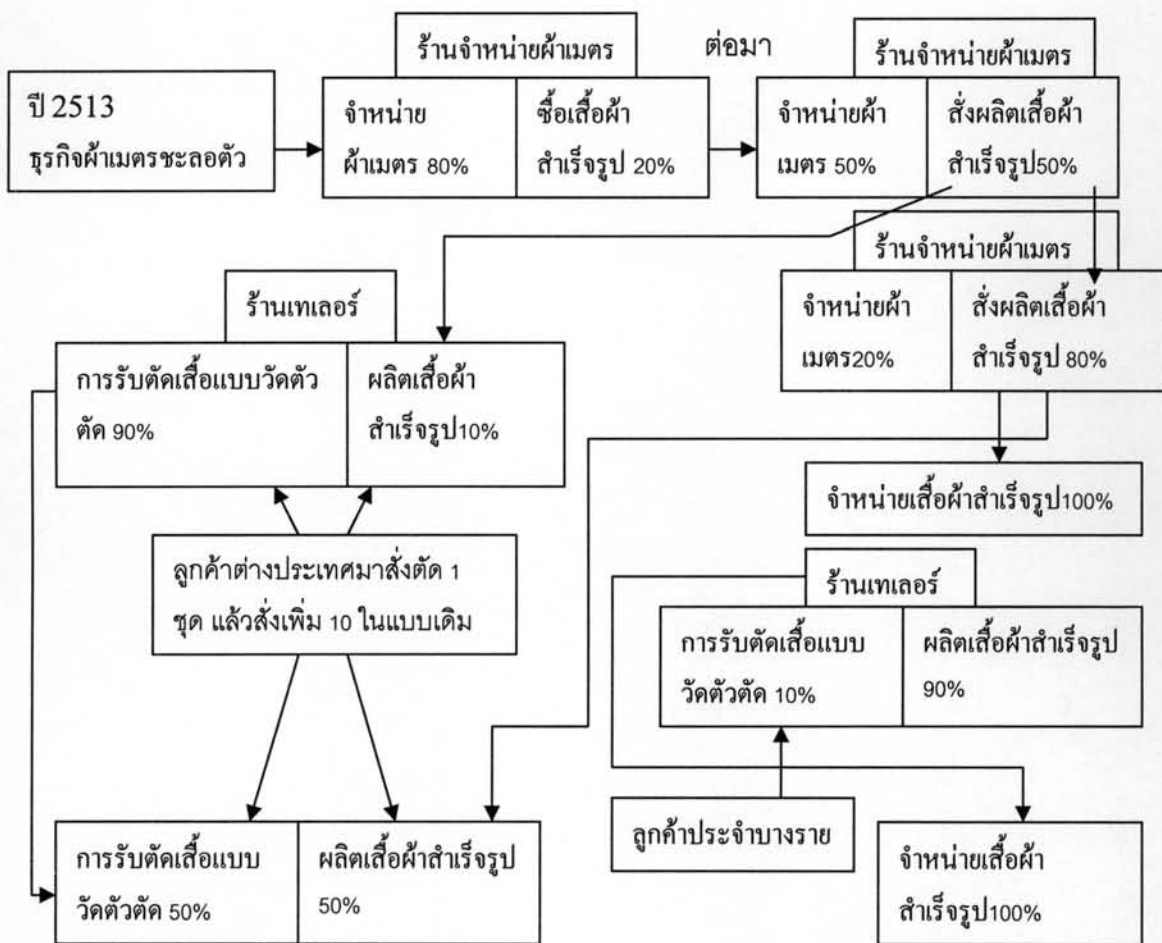 ร้านจำหน่ายผ้าเมตร
ต่อมา
ร้านจำหน่ายผ้าเมตร
ปี 2513
ธุรกิจผ้าเมตรชะลอตัว
จำหน่าย
ผ้าเมตร 80%
ซื้อเสื้อผ้า
สำเร็จรูป 20%
จำหน่ายผ้า
เมตร 50%
สั่งผลิตเสื้อผ้า
สำเร็จรูป50%
ร้านจำหน่ายผ้าเมตร
จำหน่ายผ้า
เมตร20%
สั่งผลิตเสื้อผ้า
สำเร็จรูป 80%
ร้านเทเลอร์
การรับตัดเสื้อแบบวัดตัว
ตัด 90%
ผลิตเสื้อผ้า
สำเร็จรูป10%
จำหน่ายเสื้อผ้าสำเร็จรูป100%
ลูกค้าต่างประเทศมาสั่งตัด 1
ชุด แล้วสั่งเพิ่ม 10 ในแบบเดิม
ร้านเทเลอร์
การรับตัดเสื้อแบบ
วัดตัวตัด 10%
ผลิตเสื้อผ้าสำเร็จรูป
90%
ลูกค้าประจำบางราย
การรับตัดเสื้อแบบ
วัดตัวตัด 50%
ผลิตเสื้อผ้าสำเร็จรูป
50%
จำหน่ายเสื้อผ้า
สำเร็จรูป100%